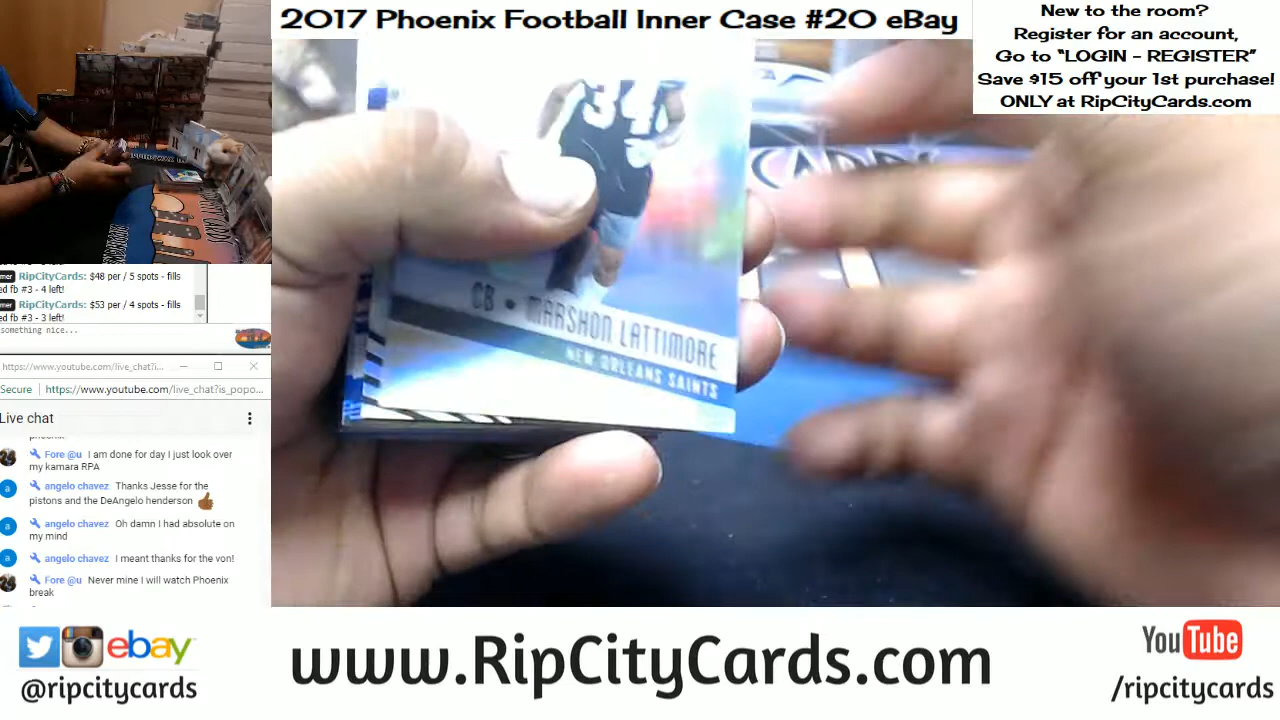 2017 Phoenix Football Inner Case #20 eBay
New to the room?
Register for an account,
Go to “LOGIN - REGISTER”
Save $15 off your 1st purchase!
ONLY at RipCityCards.com
34
CARDS
CB • MARSHON LATTIMORE
NEW ORLEANS SAINTS
RipCityCards: $48 per / 5 spots - fills
fb #3 - 4 left!
RipCityCards: $53 per / 4 spots - fills
ed fb #3 - 3 left!
something nice...
https://www.youtube.com/live_chat?i...
Secure https://www.youtube.com/live_chat?is_popo...
Live chat
phoenix!
Fore @u I am done for day I just look over
my kamara RPA
angelo chavez Thanks Jesse for the
pistons and the DeAngelo henderson
angelo chavez Oh damn I had absolute on
my mind
angelo chavez I meant thanks for the von!
Fore @u Never mine I will watch Phoenix
break
ebay
@ripcitycards
www.RipCityCards.com
YouTube
/ripcitycards